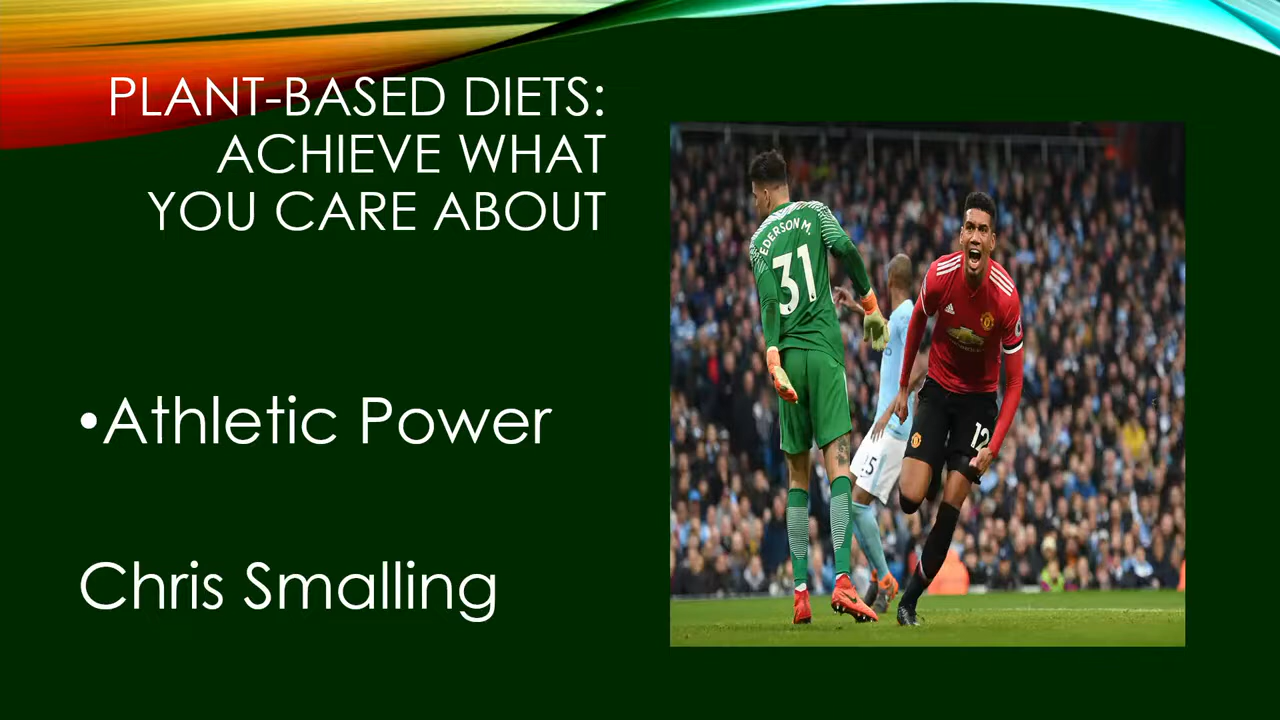 PLANT-BASED DIETS:
ACHIEVE WHAT
YOU CARE ABOUT
•Athletic Power
Chris Smalling
EDERSON M.
31
12